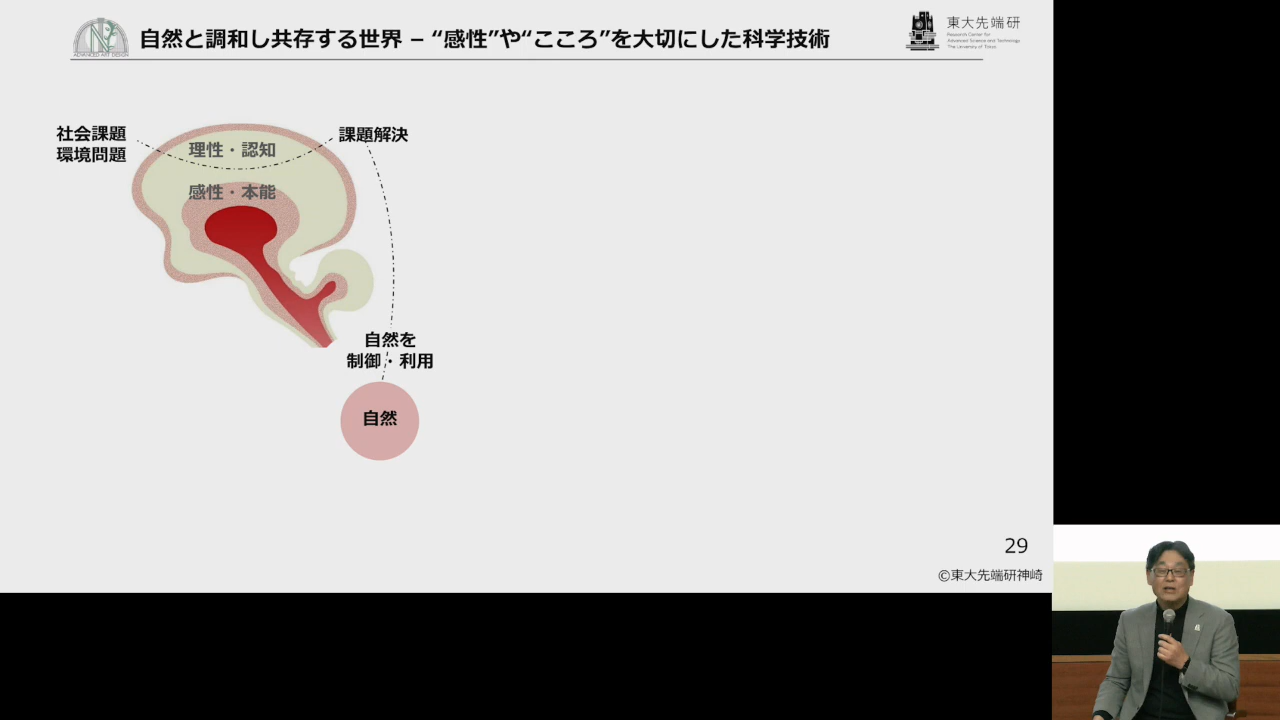 自然と調和し共存する世界 – “感性”や“こころ”を大切にした科学技術
N
ADVANCED ART DESIGN
東大先端研
Research Center for
Advanced Science and Technology
The University of Tokyo
社会課題
環境問題
理性・認知
課題解決
感性・本能
自然を
制御・利用
自然
29
©東大先端研神崎